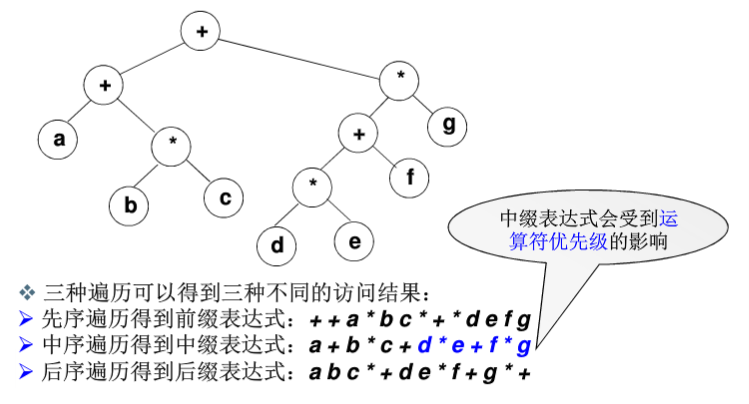 +
+
*
a
*
+
g
b
c
*
f
d
e
中缀表达式会受到运
算符优先级的影响
❖ 三种遍历可以得到三种不同的访问结果：
➢ 先序遍历得到前缀表达式：+ + a * b c * + * d e f g
➢ 中序遍历得到中缀表达式：a + b * c + d * e + f * g
➢ 后序遍历得到后缀表达式：a b c * + d e * f + g * +